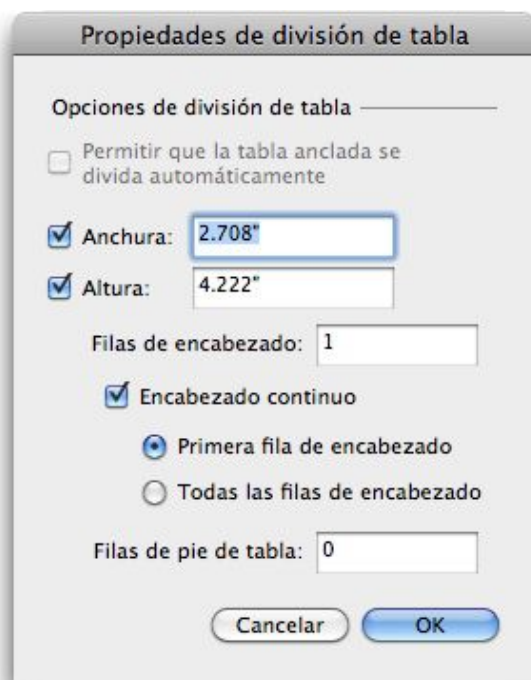 Propiedades de división de tabla
Opciones de división de tabla
Permitir que la tabla anclada se
divida automáticamente
Anchura: 2.708"
Altura: 4.222"
Filas de encabezado: 1
Encabezado continuo
Primera fila de encabezado
Todas las filas de encabezado
Filas de pie de tabla: 0
Cancelar OK